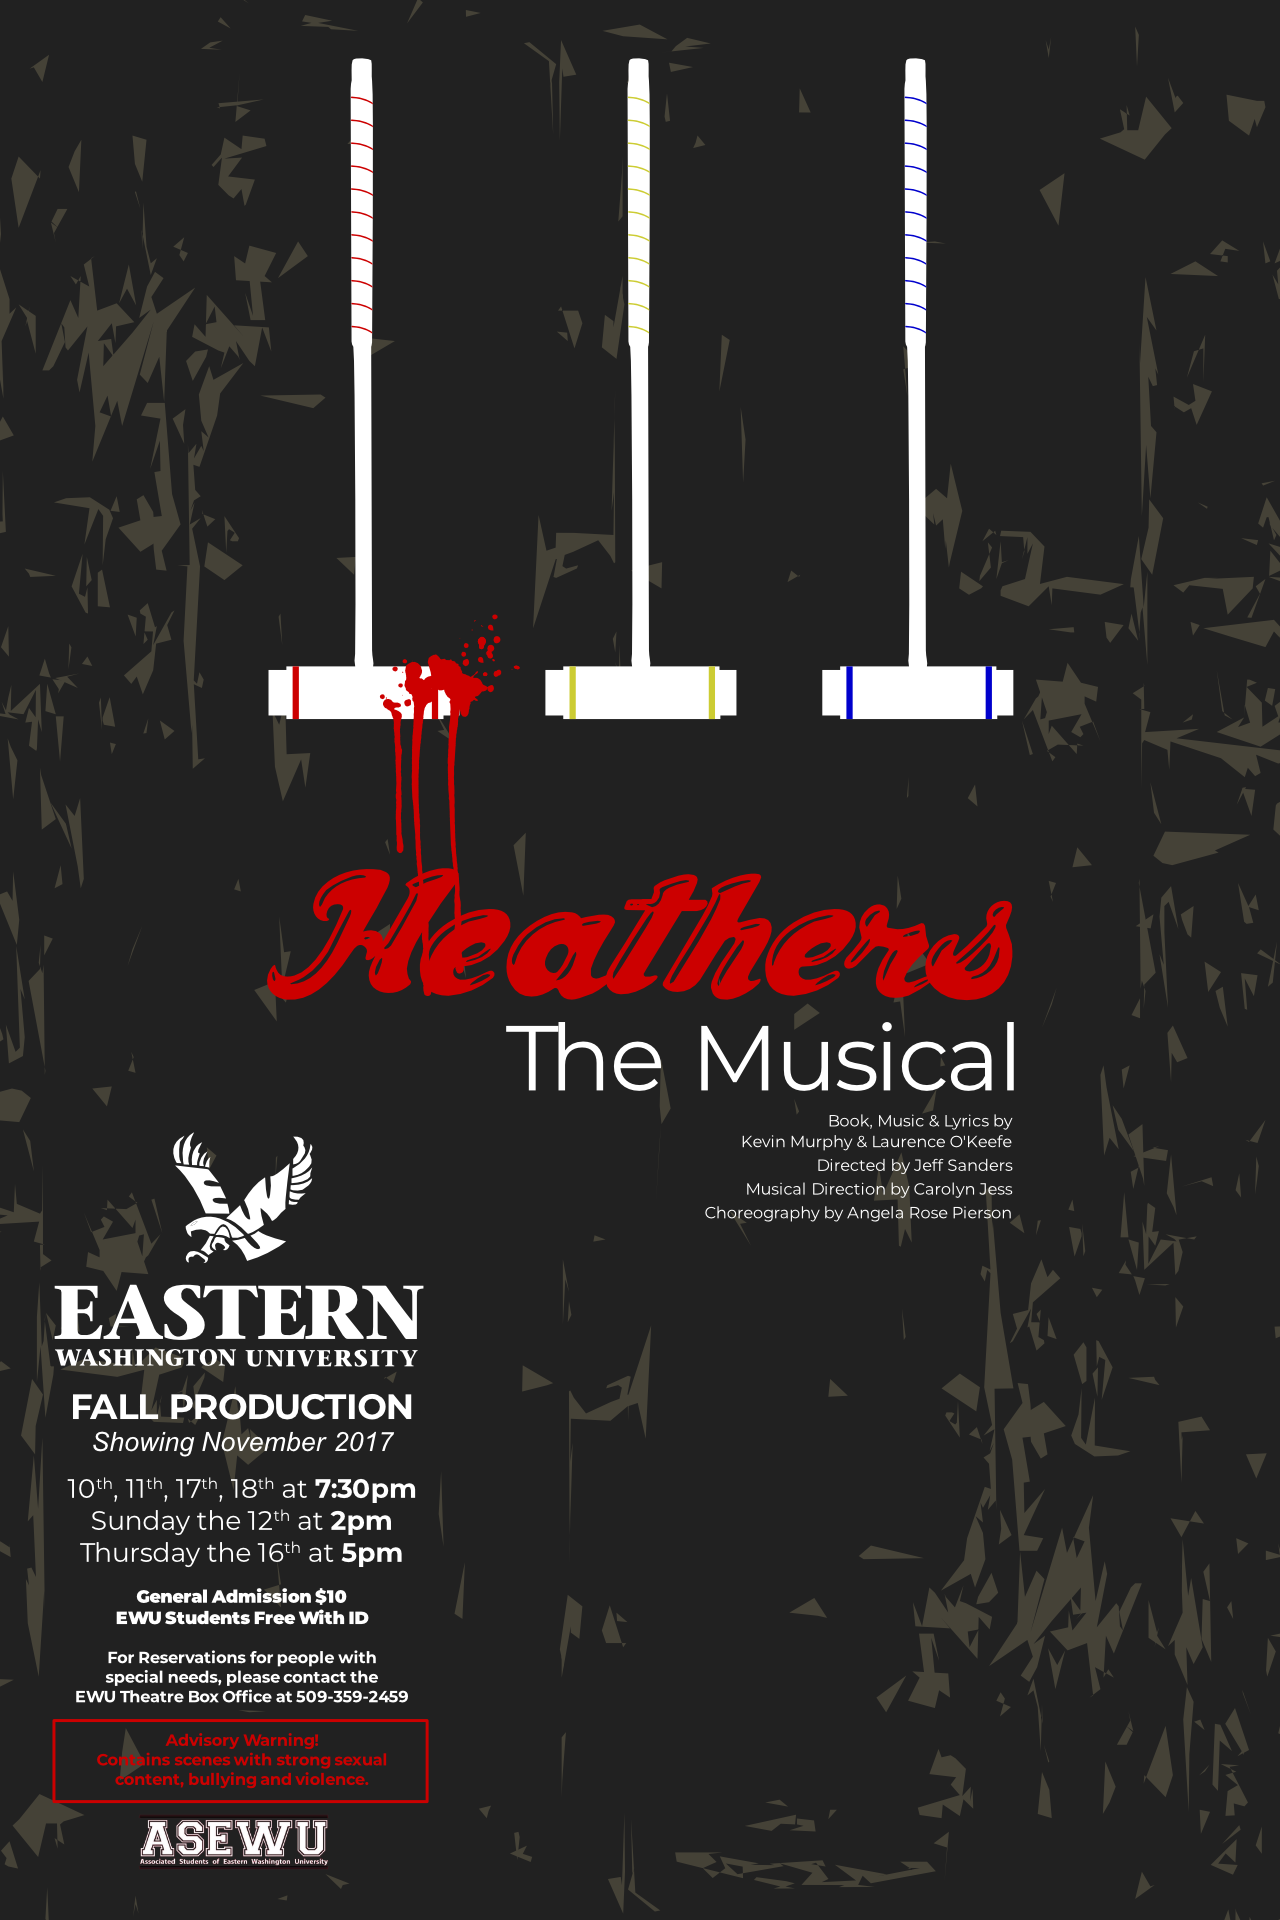 Heathers
The Musical
Book, Music & Lyrics by
Kevin Murphy & Laurence O'Keefe
Directed by Jeff Sanders
Musical Direction by Carolyn Jess
Choreography by Angela Rose Pierson
EWU
EASTERN
WASHINGTON UNIVERSITY
FALL PRODUCTION
Showing November 2017
10th, 11th, 17th, 18th at 7:30pm
Sunday the 12th at 2pm
Thursday the 16th at 5pm
General Admission $10
EWU Students Free With ID
For Reservations for people with
special needs, please contact the
EWU Theatre Box Office at 509-359-2459
Advisory Warning!
Contains scenes with strong sexual
content, bullying and violence.
ASEWU
Associated Students of Eastern Washington University